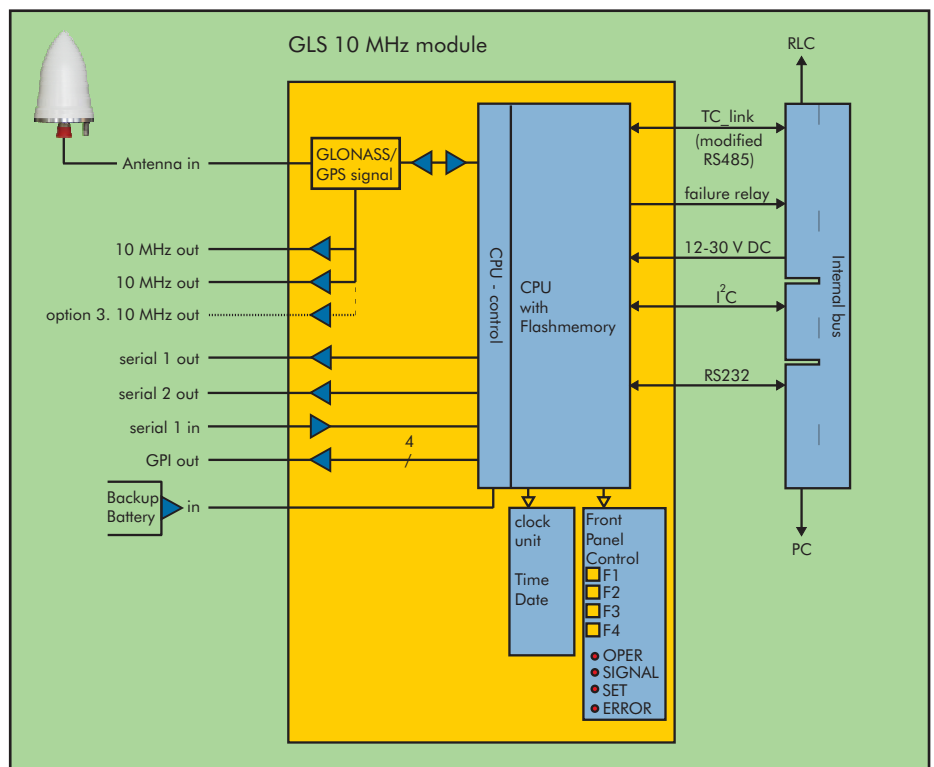 GLS 10 MHz module
RLC
Antenna in
GLONASS/
GPS signal
TC_link
(modified
RS485)
failure relay
10 MHz out
12-30 V DC
10 MHz out
I²C
option 3. 10 MHz out
CPU - control
CPU
with
Flashmemory
Internal bus
serial 1 out
RS232
serial 2 out
serial 1 in
4
/
GPI out
Backup
Battery
in
clock
unit
Time
Date
Front
Panel
Control
F1
F2
F3
F4
OPER
SIGNAL
SET
ERROR
PC